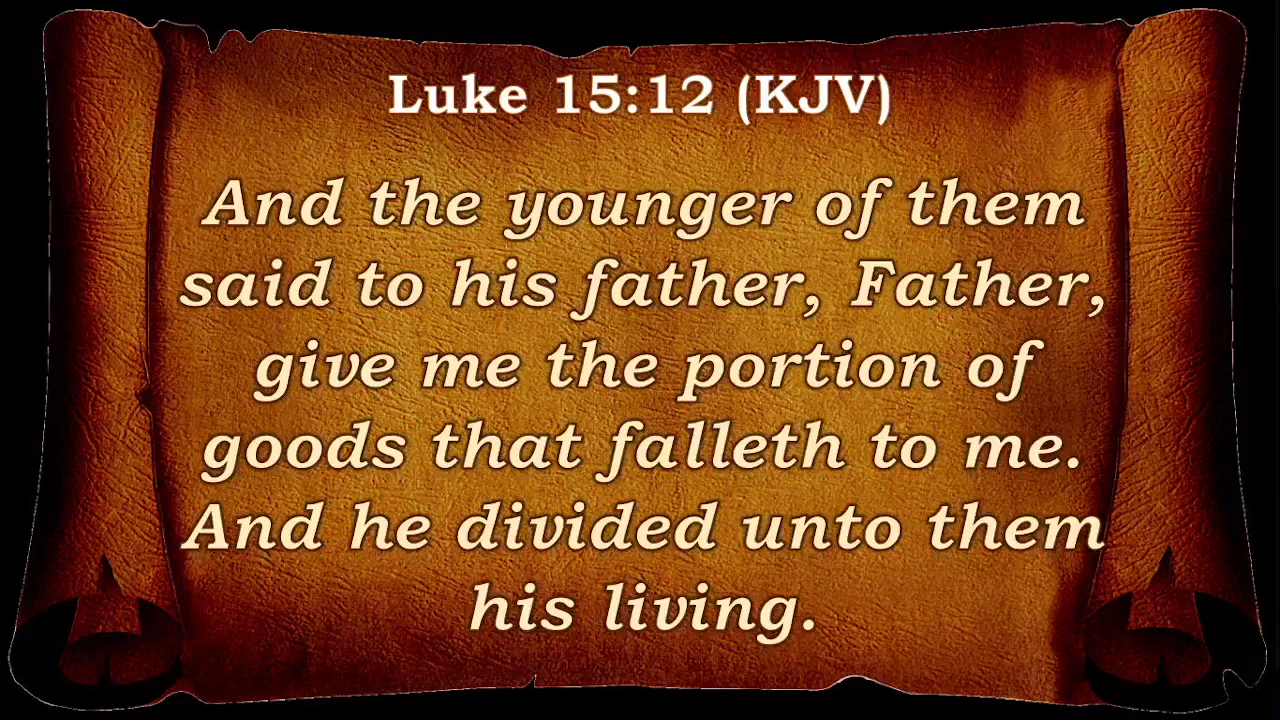 Luke 15:12 (KJV)
And the younger of them
said to his father, Father,
give me the portion of
goods that falleth to me.
And he divided unto them
his living.